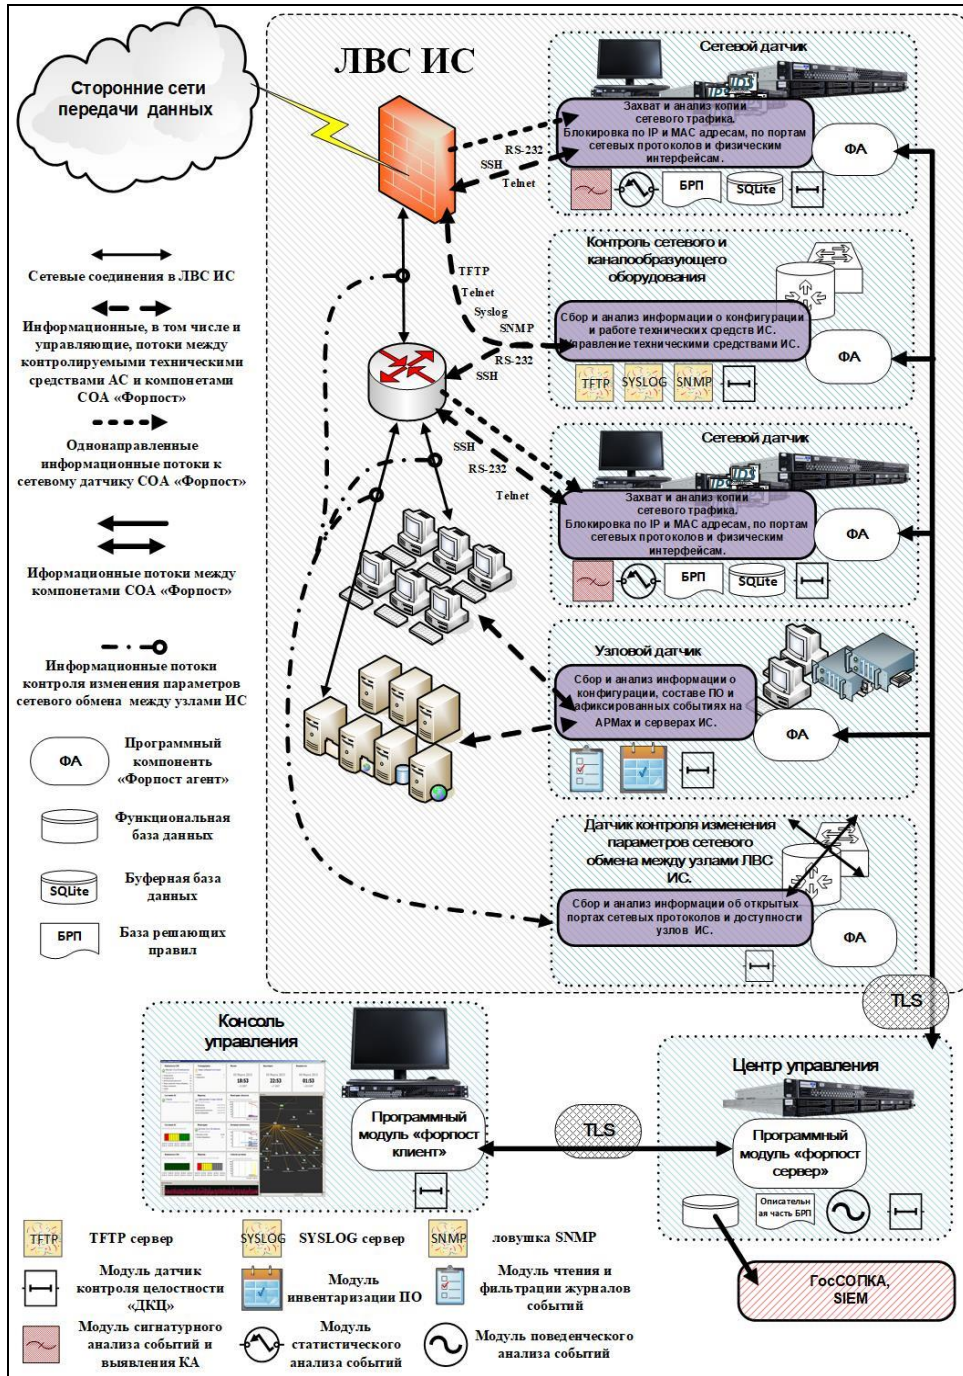 Сторонние сети
передачи данных
ЛВС ИС
Сетевой датчик
IDS
IPS
Захват и анализ копии
сетевого трафика.
Блокировка по IP и MAC адресам, по портам
сетевых протоколов и физическим
интерфейсам.
ФА
RS-232
SSH
Telnet
БРП
SQLite
Контроль сетевого и
каналообразующего
оборудования
TFTP
Telnet
Syslog
SNMP
RS-232
SSH
Сбор и анализ информации о конфигурации
и работе технических средств ИС.
Управление техническими средствами ИС.
ФА
TFTP
SYSLOG
SNMP
Сетевой датчик
IDS
IPS
SSH
RS-232
Telnet
Захват и анализ копии
сетевого трафика.
Блокировка по IP и MAC адресам, по портам
сетевых протоколов и физическим
интерфейсам.
ФА
БРП
SQLite
Узловой датчик
Сбор и анализ информации о
конфигурации, составе ПО и
афиксированных событиях на
АРМах и серверах ИС.
ФА
Датчик контроля изменения
параметров сетевого
обмена между узлами ЛВС
ИС.
Сбор и анализ информации об открытых
портах сетевых протоколов и доступности
узлов ИС.
ФА
Сетевые соединения в ЛВС ИС
Информационные, в том числе и
управляющие, потоки между
контролируемыми техническими
средствами АС и компонетами
СОА «Форпост»
Однонаправленные
информационные потоки к
сетевому датчику СОА «Форпост»
Иформационные потоки между
компонетами СОА «Форпост»
Информационные потоки
контроля изменения параметров
сетевого обмена между узлами ИС
ФА
Программный
компоненть
«Форпост агент»
Функциональная
база данных
SQLite
Буферная база
данных
БРП
База решающих
правил
TLS
Консоль
управления
18:53
22:53
01:53
Программный
модуль «форпост
клиент»
TLS
Центр управления
Программный
модуль «форпост
сервер»
Описательн
ая часть БРП
ГосСОПКА,
SIEM
TFTP
TFTP сервер
SYSLOG
SYSLOG сервер
SNMP
ловушка SNMP
Модуль датчик
контроля целостности
«ДКЦ»
Модуль
инвентаризации ПО
Модуль чтения и
фильтрации журналов
событий
Модуль сигнатурного
анализа событий и
выявления КА
Модуль
статистического
анализа событий
Модуль поведенческого
анализа событий